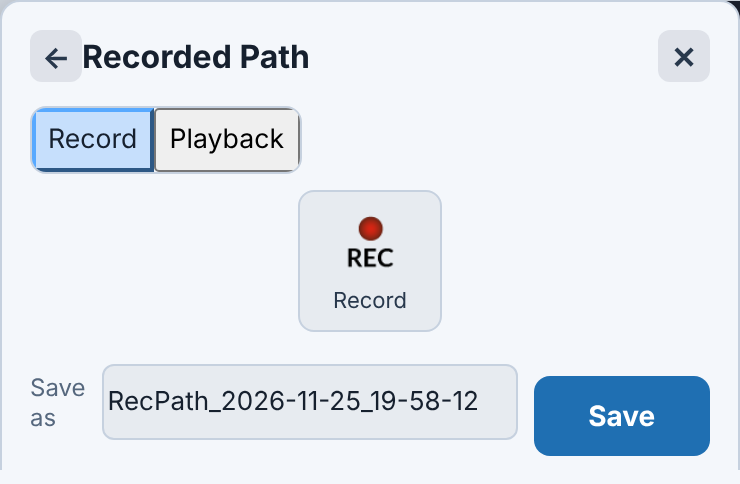 Recorded Path
Record Playback
REC
Record
Save as
RecPath_2026-11-25_19-58-12
Save